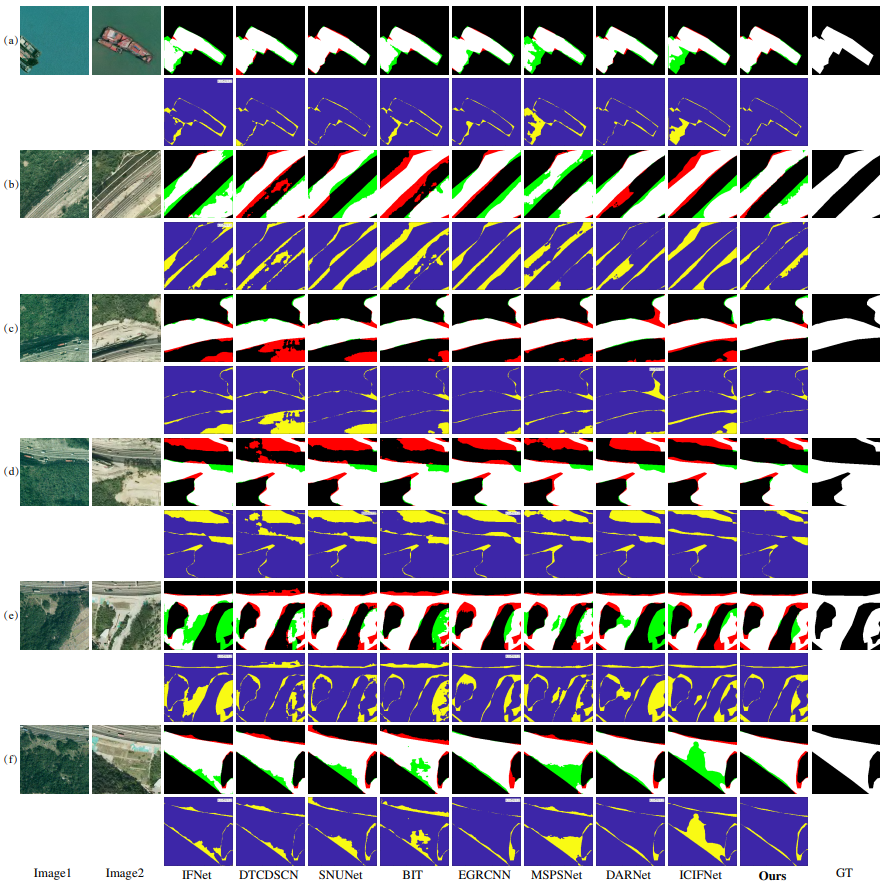 (a)
(b)
(c)
(d)
(e)
(f)
Image1 Image2 IFNet DTCDSCN SNUNet BIT EGRCNN MSPSNet DARNet ICIFNet Ours GT